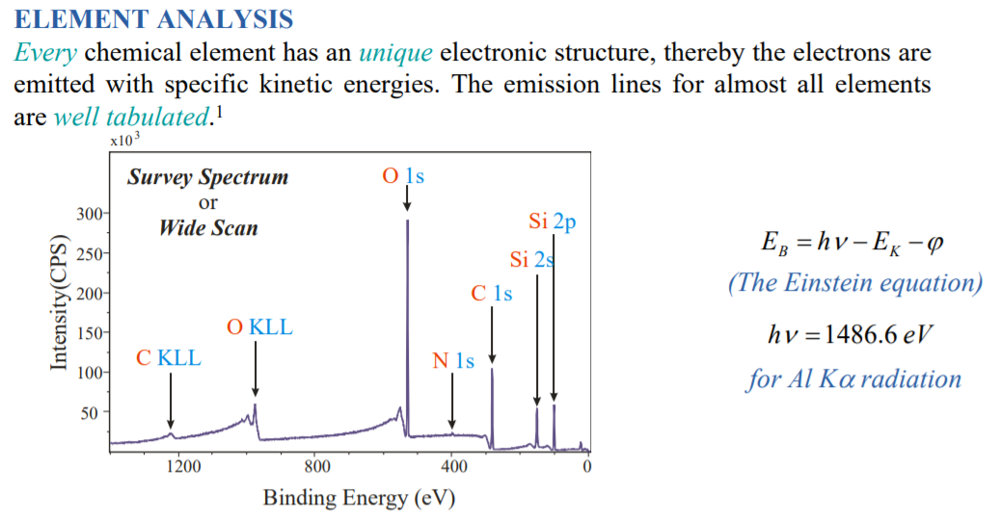 ELEMENT ANALYSIS
Every chemical element has an unique electronic structure, thereby the electrons are
emitted with specific kinetic energies. The emission lines for almost all elements
are well tabulated.¹
x10³
Survey Spectrum
or
Wide Scan
O 1s
Si 2p
Si 2s
C 1s
O KLL
C KLL
N 1s
300
250
200
150
100
50
Intensity(CPS)
1200
800
400
0
Binding Energy (eV)
E_B = hν − E_K − φ
(The Einstein equation)
hν = 1486.6 eV
for Al Kα radiation